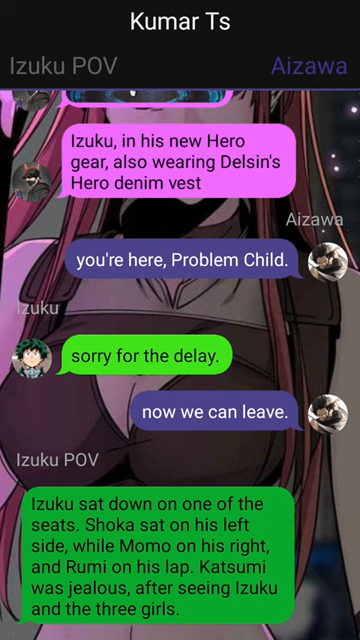 Kumar Ts
Izuku POV
Aizawa
Izuku, in his new Hero
gear, also wearing Delsin's
Hero denim vest
Aizawa
you're here, Problem Child.
Izuku
sorry for the delay.
now we can leave.
Izuku POV
Izuku sat down on one of the
seats. Shoka sat on his left
side, while Momo on his right,
and Rumi on his lap. Katsumi
was jealous, after seeing Izuku
and the three girls.